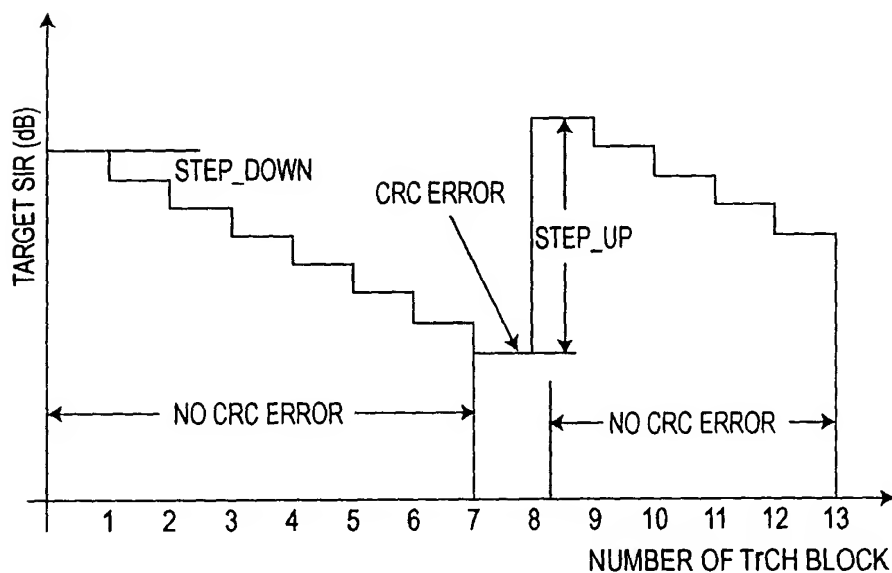 TARGET SIR (dB)
STEP_DOWN
CRC ERROR
STEP_UP
NO CRC ERROR
NO CRC ERROR
1 2 3 4 5 6 7 8 9 10 11 12 13
NUMBER OF TrCH BLOCK